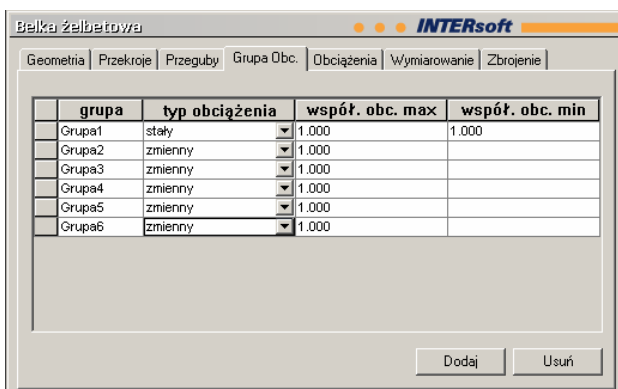 Belka żelbetowa INTERsoft
Geometria Przekroje Przeguby Grupa Obc. Obciążenia Wymiarowanie Zbrojenie
grupa typ obciążenia współ. obc. max współ. obc. min
Grupa1 stały 1.000 1.000
Grupa2 zmienny 1.000
Grupa3 zmienny 1.000
Grupa4 zmienny 1.000
Grupa5 zmienny 1.000
Grupa6 zmienny 1.000
Dodaj Usuń